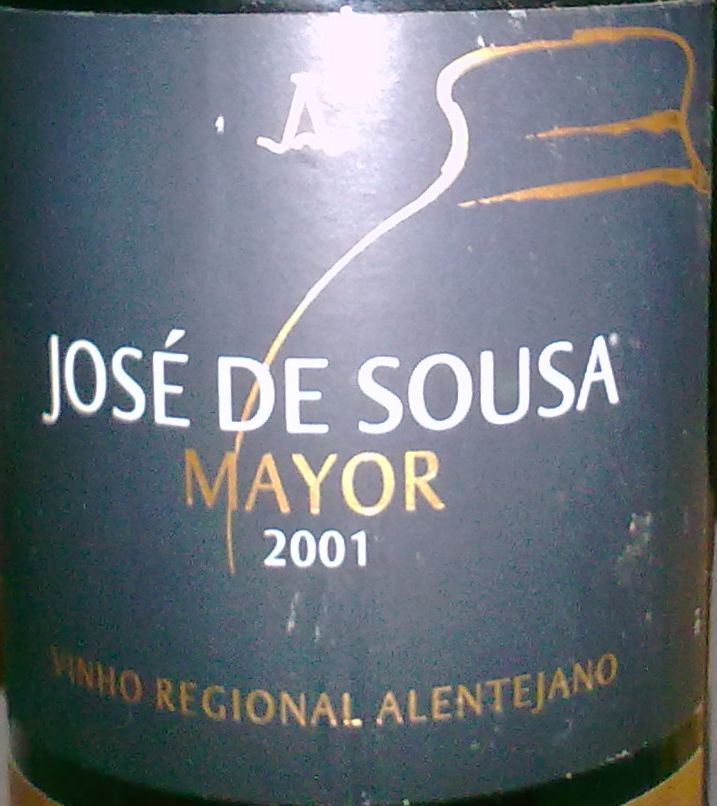 A
JOSÉ DE SOUSA
MAYOR
2001
VINHO REGIONAL ALENTEJANO